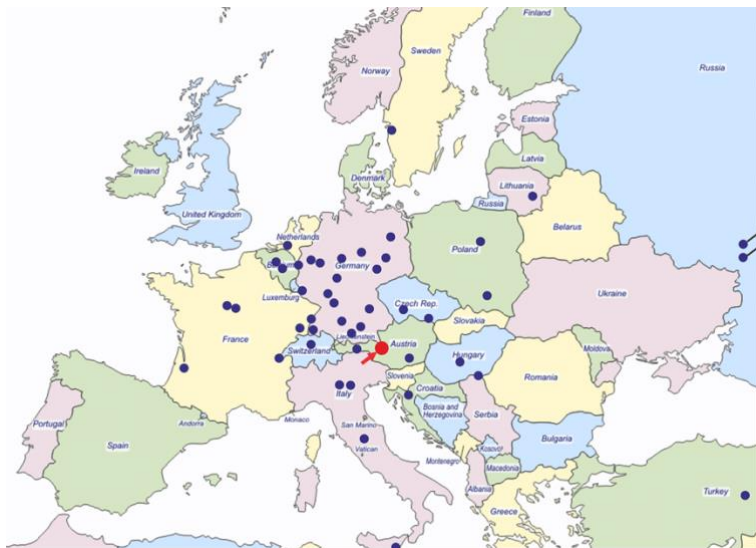 Finland
Sweden
Norway
Russia
Estonia
Latvia
Ireland
Denmark
Lithuania
Russia
United Kingdom
Belarus
Netherlands
Poland
Germany
Luxemburg
Ukraine
Czech Rep.
Slovakia
France
Liechtenstein
Austria
Switzerland
Hungary
Moldova
Slovenia
Romania
Croatia
Italy
Bosnia and
Herzegovina
Serbia
Andorra
Monaco
Portugal
San Marino
Spain
Kosovo
Bulgaria
Vatican
Montenegro
Macedonia
Albania
Turkey
Greece